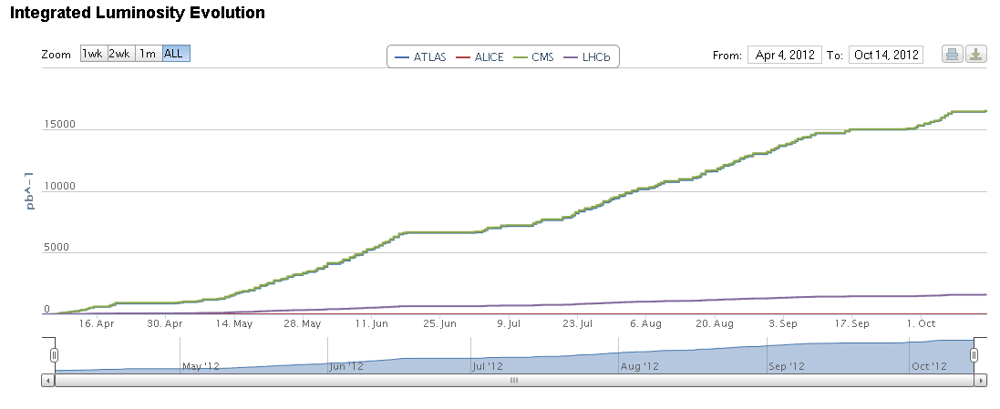 Integrated Luminosity Evolution
Zoom 1wk 2wk 1m ALL
ATLAS ALICE CMS LHCb
From: Apr 4, 2012 To: Oct 14, 2012
15000
10000
5000
0
pb^-1
16. Apr 30. Apr 14. May 28. May 11. Jun 25. Jun 9. Jul 23. Jul 6. Aug 20. Aug 3. Sep 17. Sep 1. Oct
May '12 Jun '12 Jul '12 Aug '12 Sep '12 Oct '12